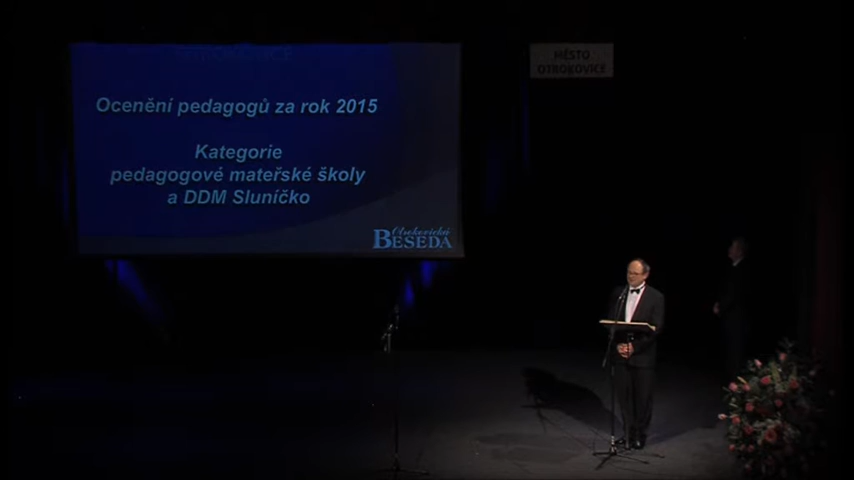 Ocenění pedagogů za rok 2015
Kategorie
pedagogové mateřské školy
a DDM Sluníčko
Otrokovická
BESEDA
MĚSTO
OTROKOVICE